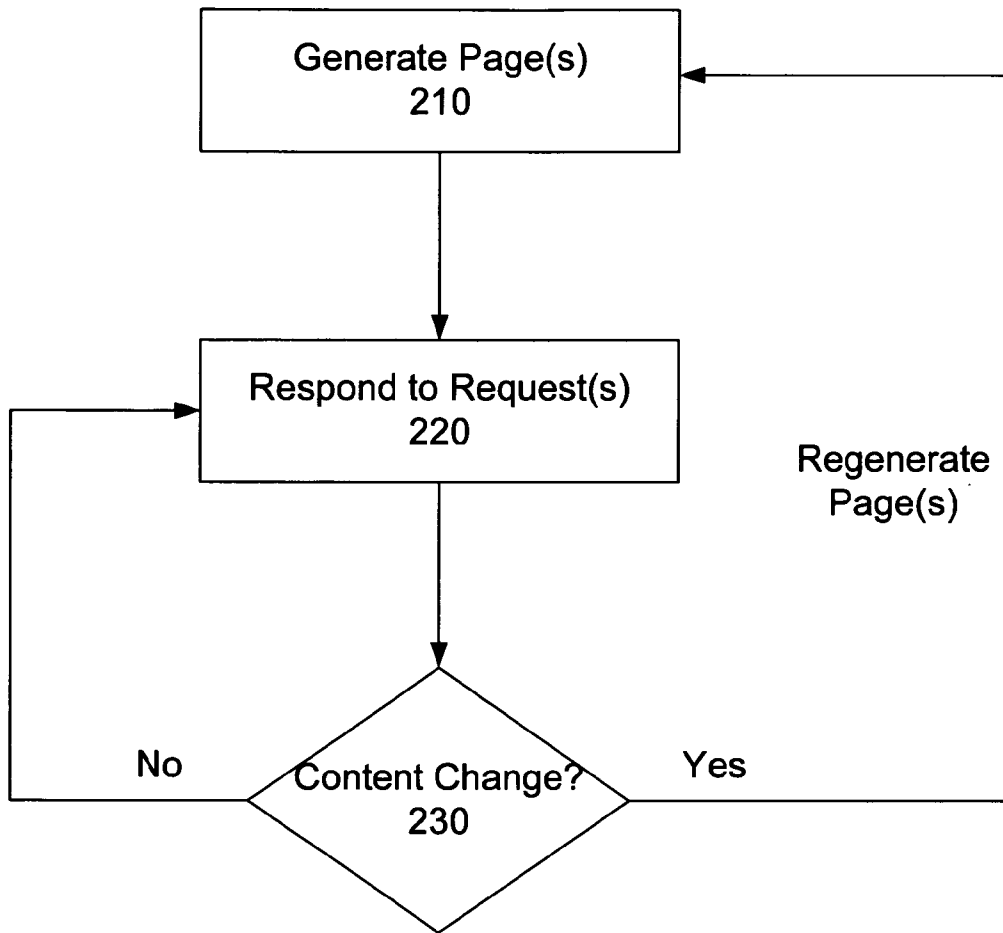 Generate Page(s)
210
Respond to Request(s)
220
Regenerate
Page(s)
No
Content Change?
Yes
230